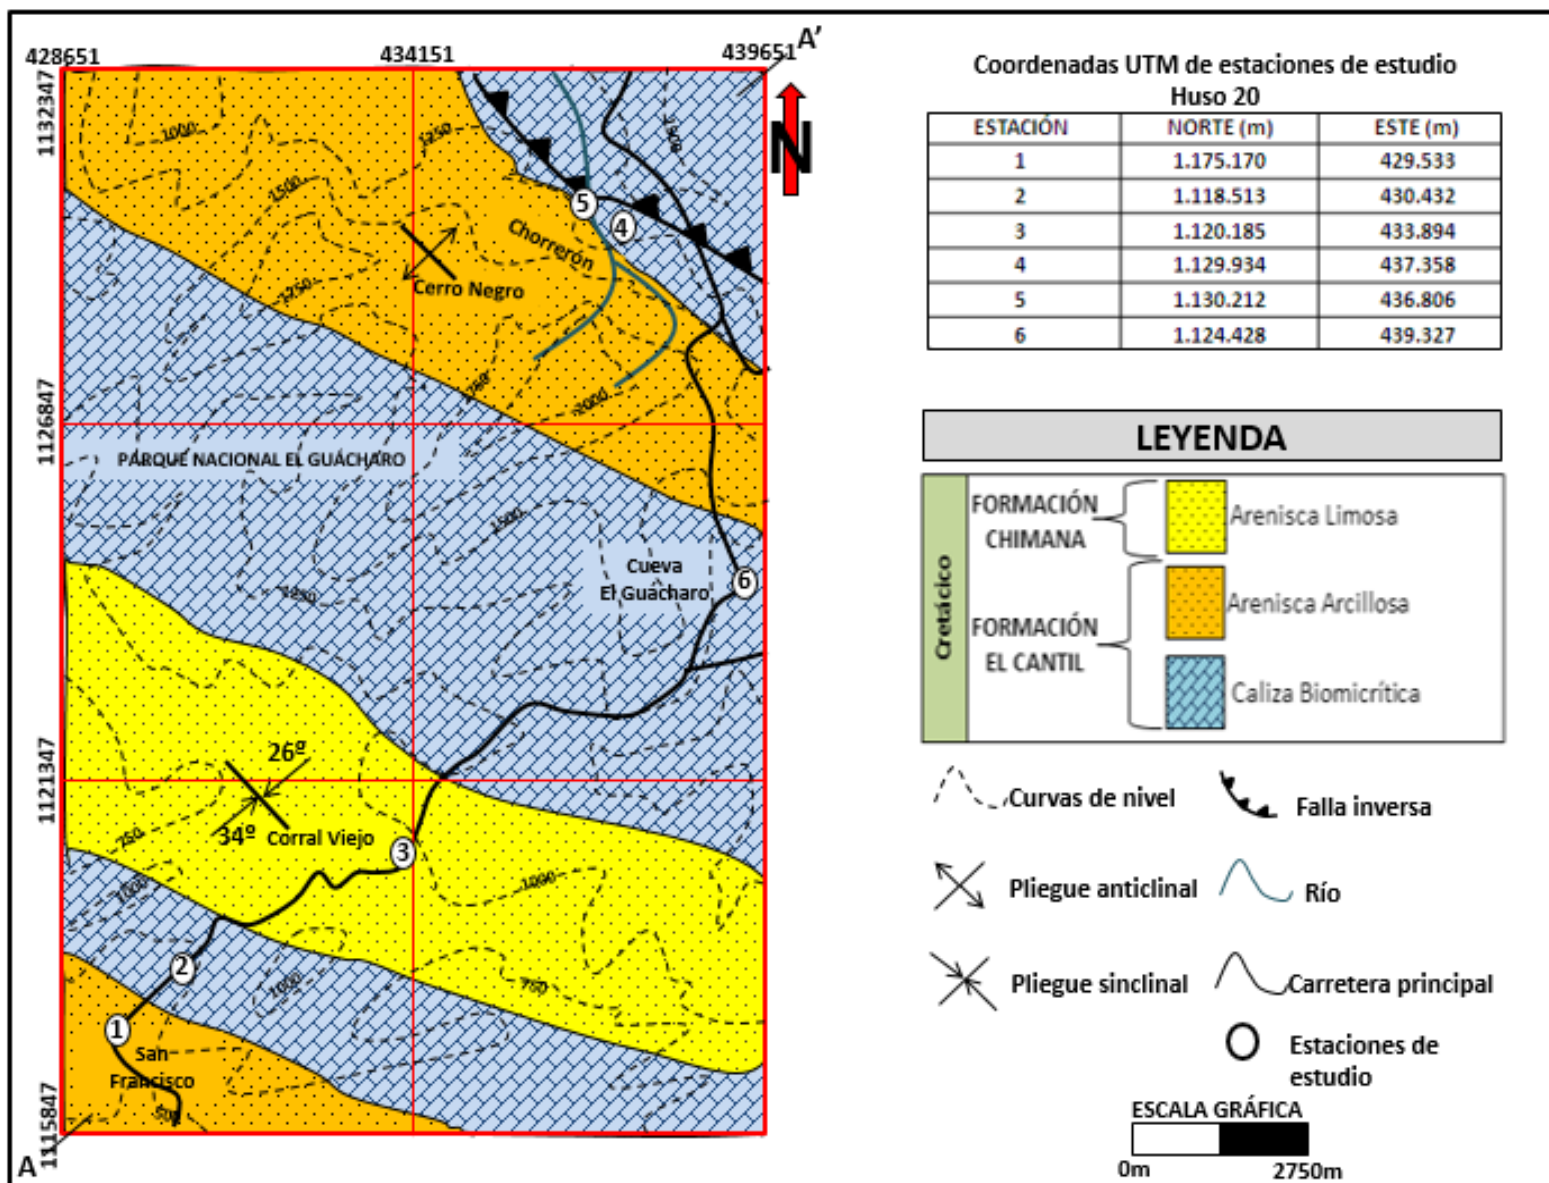 428651
434151
439651
A'
1132347
1126847
1121347
1115847
N
1000
1250
1500
1500
Chorrerón
Cerro Negro
1250
750
2000
PARQUE NACIONAL EL GUÁCHARO
1500
Cueva
El Guácharo
1250
26º
34º
Corral Viejo
750
1000
1000
1000
750
San
Francisco
500
A
1
2
3
4
5
6
Coordenadas UTM de estaciones de estudio
Huso 20
ESTACIÓN NORTE (m) ESTE (m)
1 1.175.170 429.533
2 1.118.513 430.432
3 1.120.185 433.894
4 1.129.934 437.358
5 1.130.212 436.806
6 1.124.428 439.327
LEYENDA
Cretácico
FORMACIÓN
CHIMANA
Arenisca Limosa
Arenisca Arcillosa
FORMACIÓN
EL CANTIL
Caliza Biomicrítica
Curvas de nivel
Falla inversa
Pliegue anticlinal
Río
Pliegue sinclinal
Carretera principal
Estaciones de
estudio
ESCALA GRÁFICA
0m
2750m